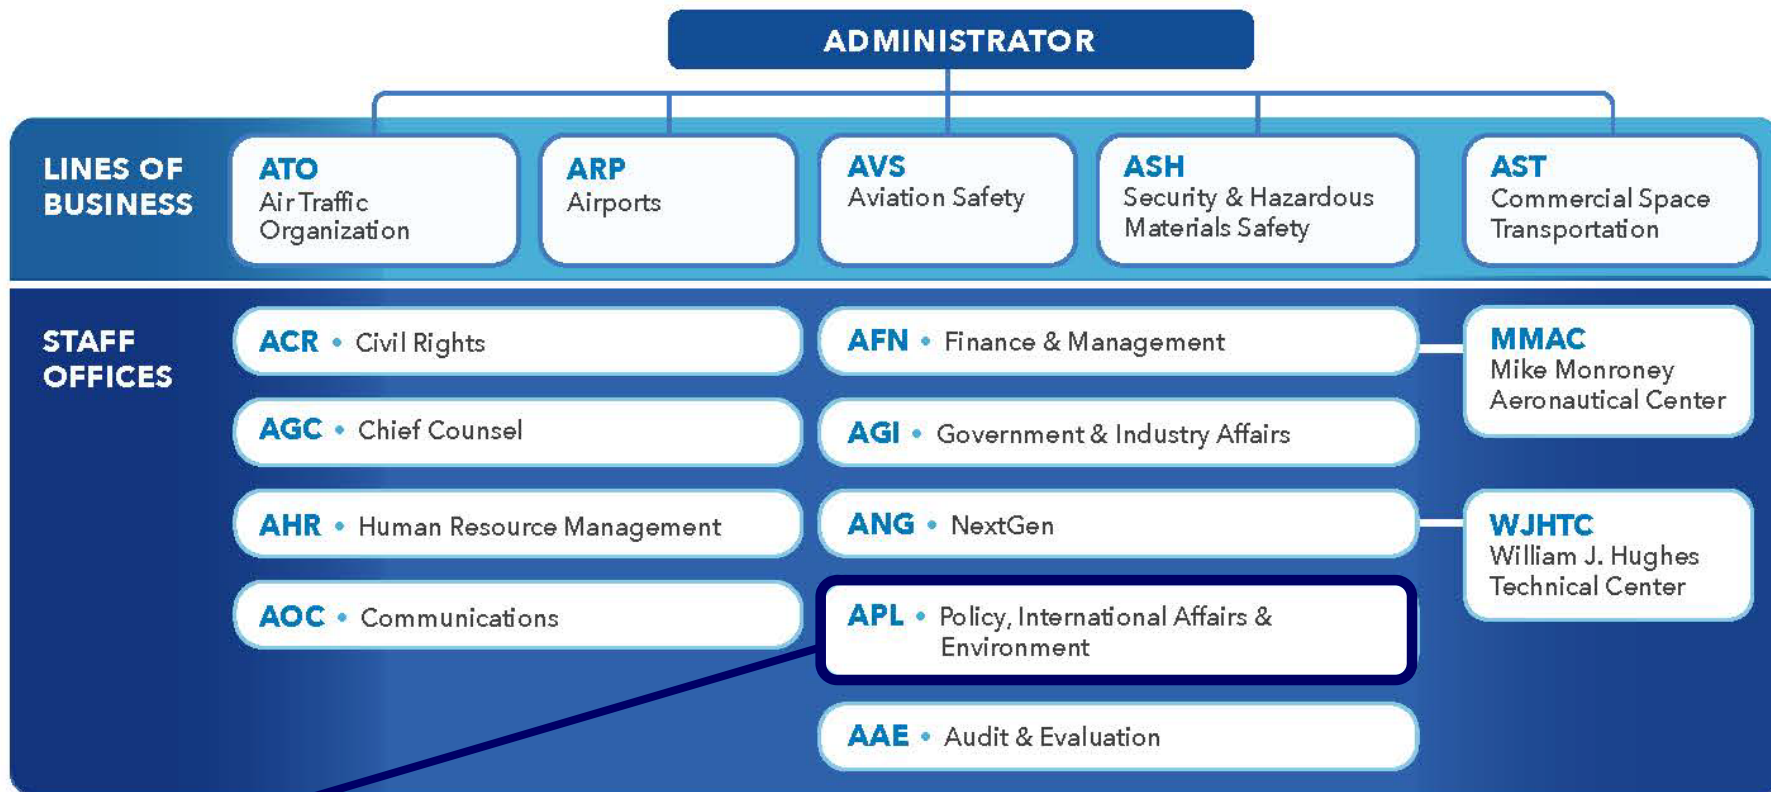 ADMINISTRATOR
LINES OF
BUSINESS
ATO
Air Traffic
Organization
ARP
Airports
AVS
Aviation Safety
ASH
Security & Hazardous
Materials Safety
AST
Commercial Space
Transportation
STAFF
OFFICES
ACR • Civil Rights
AGC • Chief Counsel
AHR • Human Resource Management
AOC • Communications
AFN • Finance & Management
AGI • Government & Industry Affairs
ANG • NextGen
APL • Policy, International Affairs &
Environment
AAE • Audit & Evaluation
MMAC
Mike Monroney
Aeronautical Center
WJHTC
William J. Hughes
Technical Center